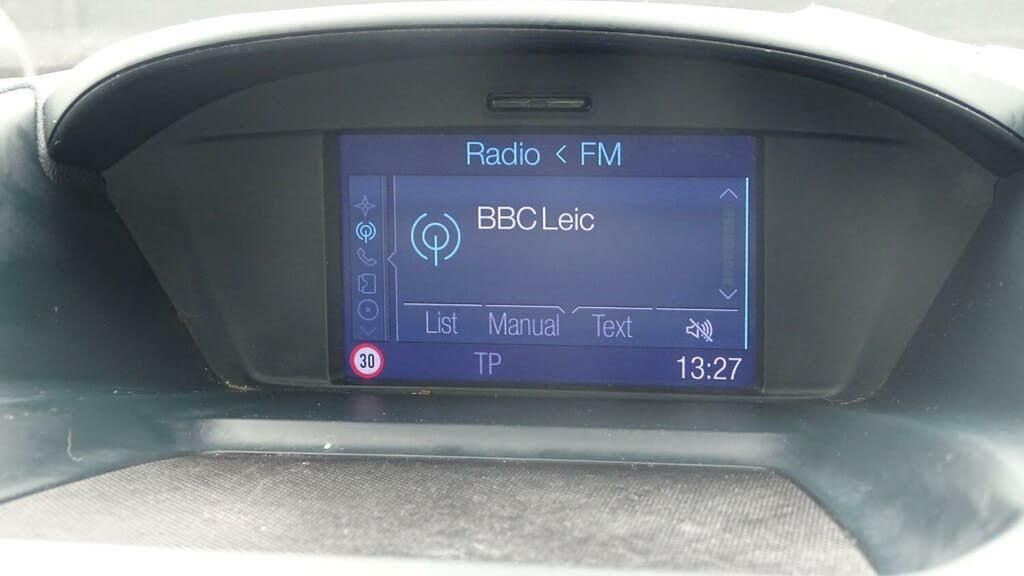 Radio < FM
BBC Leic
List Manual Text
30 TP 13:27